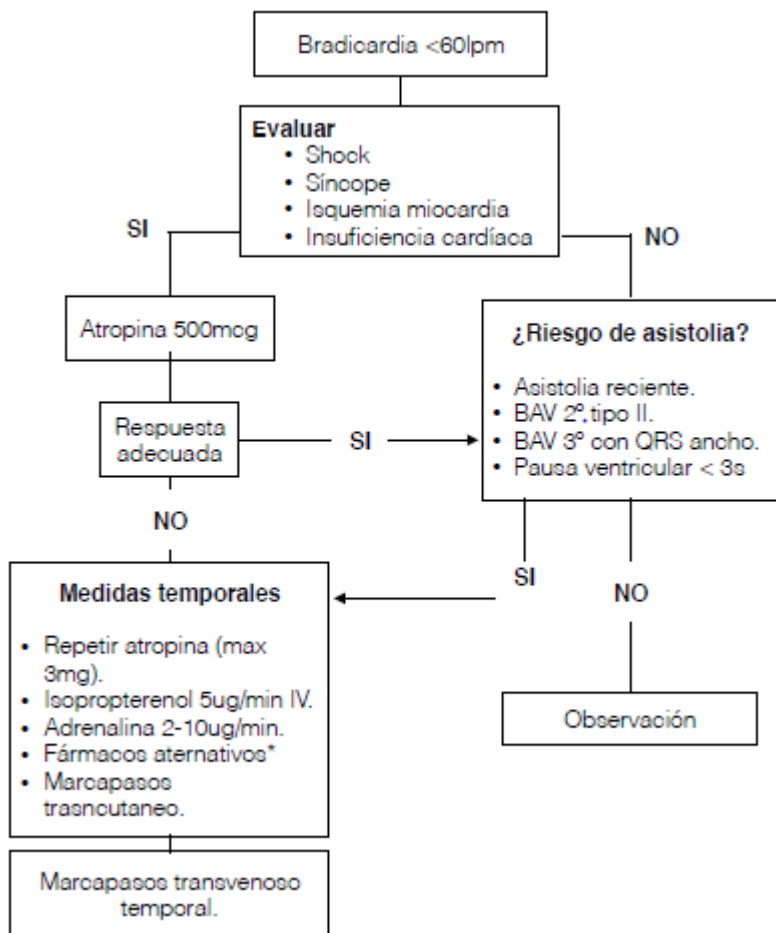 Bradicardia <60lpm
Evaluar
• Shock
• Síncope
• Isquemia miocardia
• Insuficiencia cardíaca
SI
NO
Atropina 500mcg
¿Riesgo de asistolia?
• Asistolia reciente.
• BAV 2º, tipo II.
• BAV 3º con QRS ancho.
• Pausa ventricular < 3s
Respuesta
adecuada
SI
NO
SI
NO
Medidas temporales
• Repetir atropina (max
3mg).
• Isopropterenol 5ug/min IV.
• Adrenalina 2-10ug/min.
• Fármacos aternativos*
• Marcapasos
trasncutaneo.
Observación
Marcapasos transvenoso
temporal.